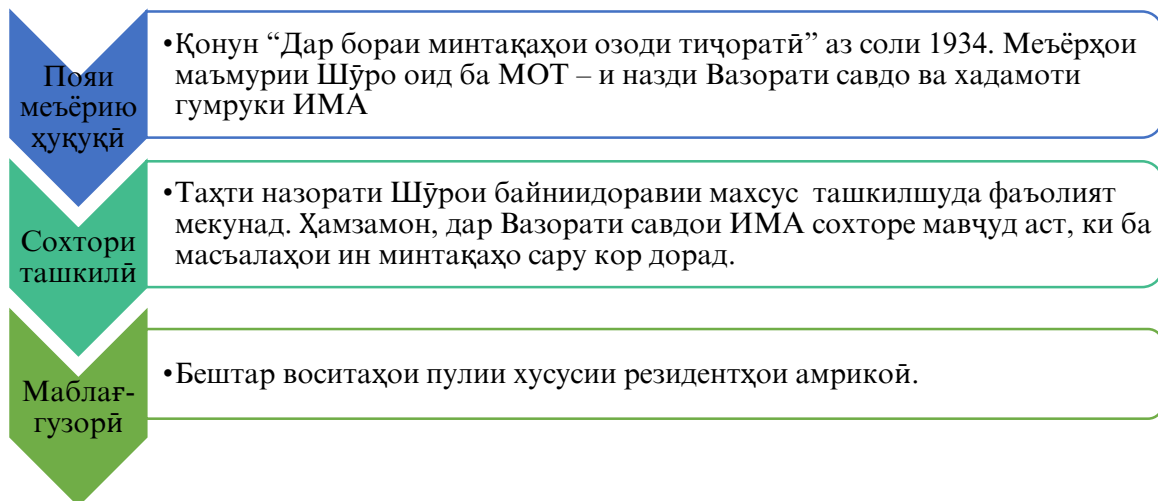 Пояи
меъёрию
ҳуқуқӣ
•Қонун “Дар бораи минтақаҳои озоди тиҷоратӣ” аз соли 1934. Меъёрҳои
маъмурии Шӯро оид ба МОТ – и назди Вазорати савдо ва хадамоти
гумруки ИМА
Сохтори
ташкилӣ
•Таҳти назорати Шӯрои байниидоравии махсус ташкилшуда фаъолият
мекунад. Ҳамзамон, дар Вазорати савдои ИМА сохторе мавҷуд аст, ки ба
масъалаҳои ин минтақаҳо сару кор дорад.
Маблағ-
гузорӣ
•Бештар воситаҳои пулии хусусии резидентҳои амрикоӣ.